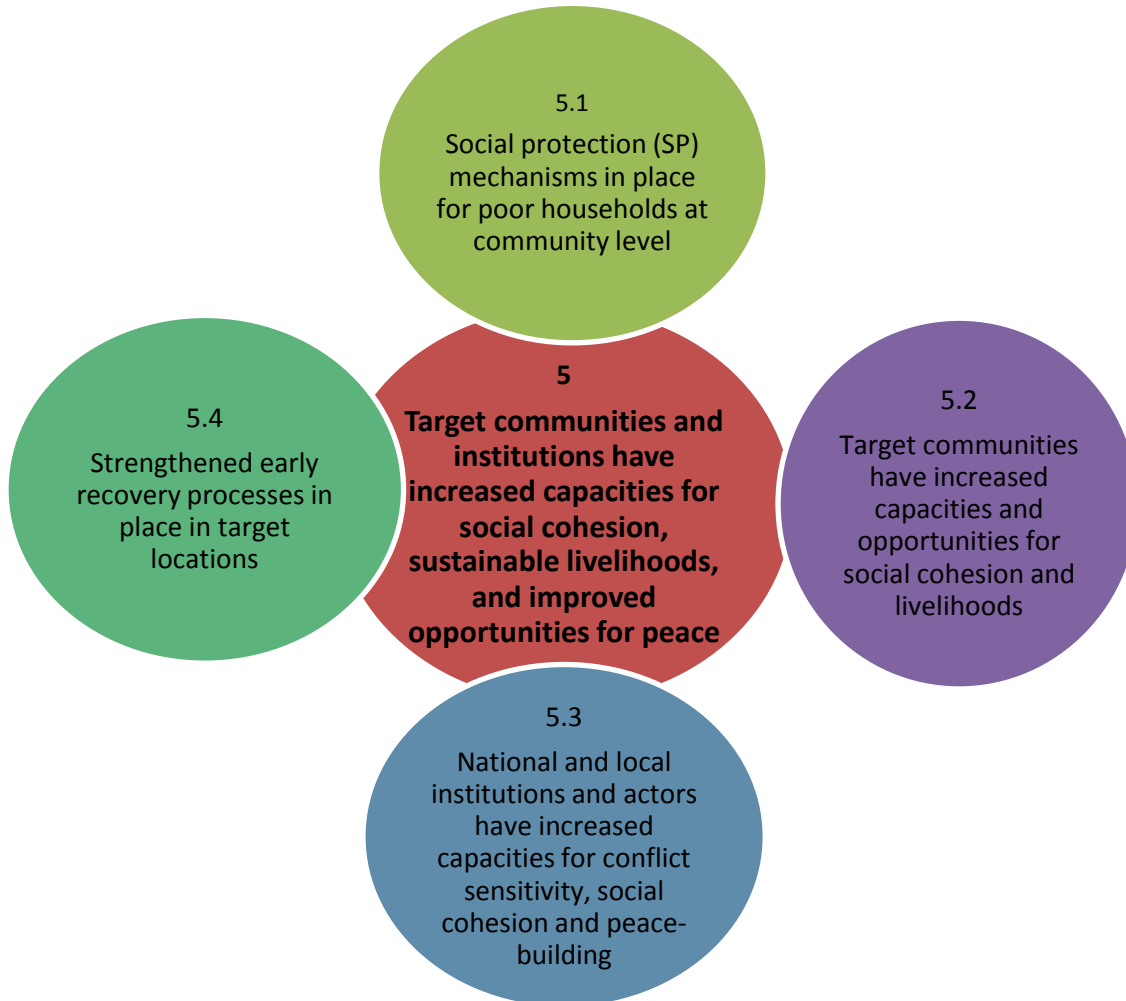 5.1
Social protection (SP)
mechanisms in place
for poor households at
community level
5
Target communities and
institutions have
increased capacities for
social cohesion,
sustainable livelihoods,
and improved
opportunities for peace
5.2
Target communities
have increased
capacities and
opportunities for
social cohesion and
livelihoods
5.3
National and local
institutions and actors
have increased
capacities for conflict
sensitivity, social
cohesion and peace-
building
5.4
Strengthened early
recovery processes in
place in target
locations